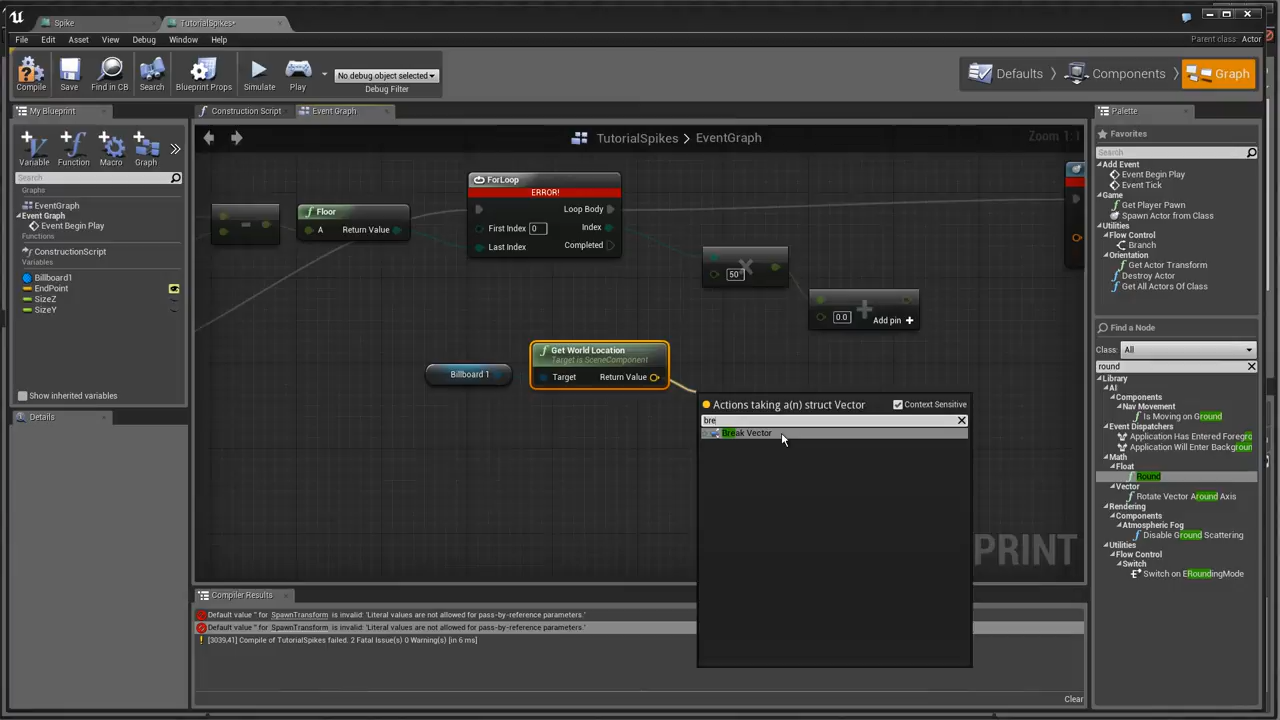 Spike
TutorialSpikes*
File Edit Asset View Debug Window Help
Parent class: Actor
Compile Save Find in CB Search Blueprint Props Simulate Play
No debug object selected
Debug Filter
Defaults Components Graph
My Blueprint
Variable Function Macro Graph
Search
Graphs
EventGraph
Event Graph
Event Begin Play
Functions
ConstructionScript
Variables
Billboard1
EndPoint
SizeZ
SizeY
Show inherited variables
Details
Construction Script
Event Graph
TutorialSpikes > EventGraph
Zoom 1:1
Floor
A Return Value
ForLoop
ERROR!
Loop Body
First Index 0 Index
Last Index Completed
50
0.0 Add pin
Billboard 1
Get World Location
Target is SceneComponent
Target Return Value
Actions taking a(n) struct Vector
Context Sensitive
bre
Break Vector
PRINT
Compiler Results
Default value '' for SpawnTransform is invalid: 'Literal values are not allowed for pass-by-reference parameters.'
Default value '' for SpawnTransform is invalid: 'Literal values are not allowed for pass-by-reference parameters.'
[3039,41] Compile of TutorialSpikes failed. 2 Fatal Issue(s) 0 Warning(s) [in 6 ms]
Clear
Palette
Favorites
Search
Add Event
Event Begin Play
Event Tick
Game
Get Player Pawn
Spawn Actor from Class
Utilities
Flow Control
Branch
Orientation
Get Actor Transform
Destroy Actor
Get All Actors Of Class
Find a Node
Class: All
round
Library
AI
Components
Nav Movement
Is Moving on Ground
Event Dispatchers
Application Has Entered Foregro
Application Will Enter Backgroun
Math
Float
Round
Vector
Rotate Vector Around Axis
Rendering
Components
Atmospheric Fog
Disable Ground Scattering
Utilities
Flow Control
Switch
Switch on ERoundingMode